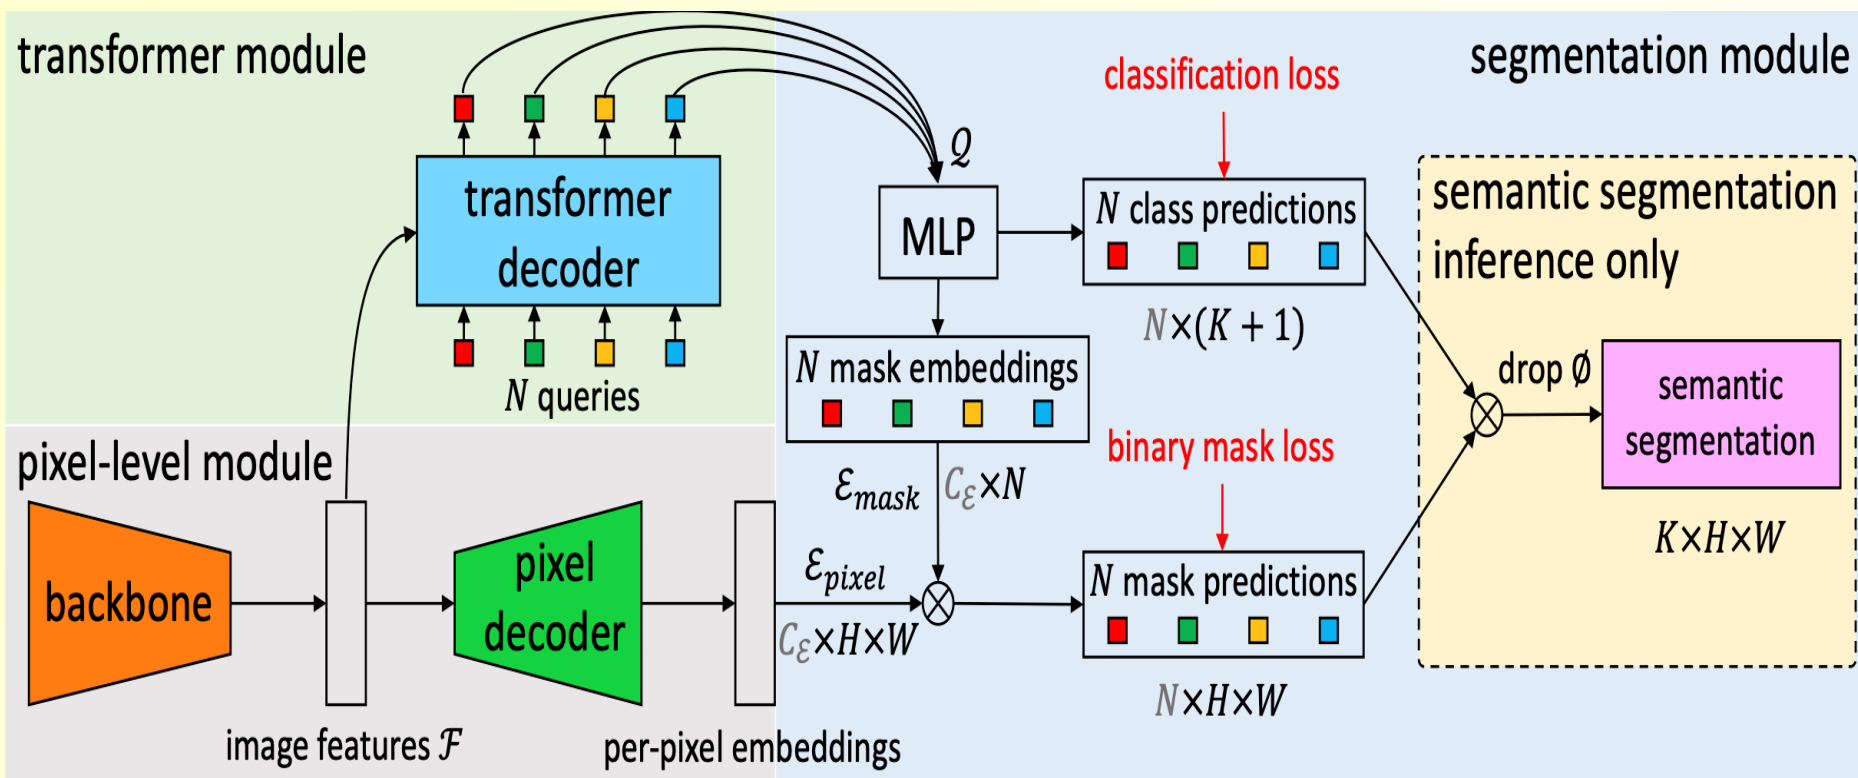 transformer module
transformer
decoder
N queries
pixel-level module
backbone
image features ℱ
pixel
decoder
per-pixel embeddings
segmentation module
𝒬
MLP
classification loss
N class predictions
N×(K + 1)
N mask embeddings
ℰmask
Cℰ×N
ℰpixel
Cℰ×H×W
binary mask loss
N mask predictions
N×H×W
semantic segmentation
inference only
drop ∅
semantic
segmentation
K×H×W